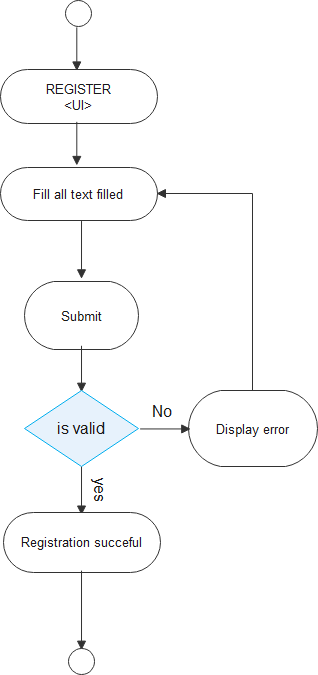 REGISTER
<UI>
Fill all text filled
Submit
is valid
No
Display error
yes
Registration succeful